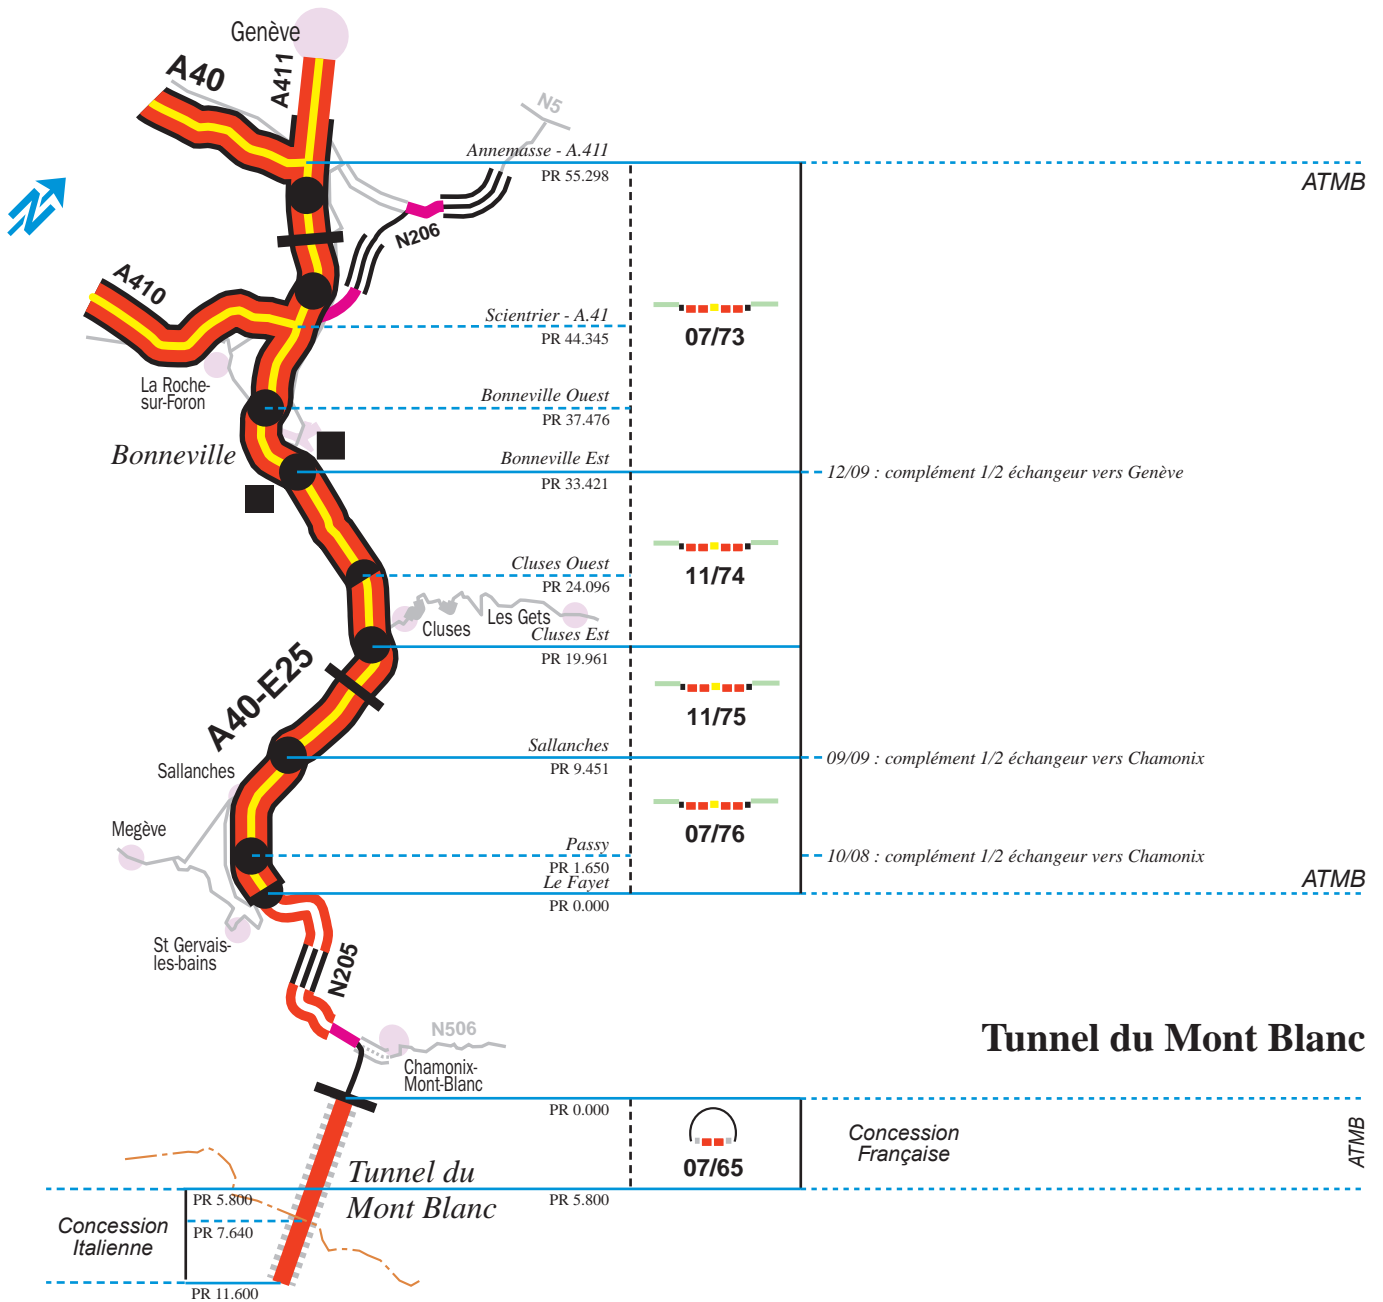 Genève
A40
A411
N5
Annemasse - A.411
PR 55.298
ATMB
N
N206
A410
Scientrier - A.41
PR 44.345
07/73
La Roche-
sur-Foron
Bonneville Ouest
PR 37.476
Bonneville
Bonneville Est
PR 33.421
12/09 : complément 1/2 échangeur vers Genève
Cluses Ouest
PR 24.096
11/74
Les Gets
Cluses
Cluses Est
PR 19.961
A40-E25
11/75
Sallanches
PR 9.451
09/09 : complément 1/2 échangeur vers Chamonix
Sallanches
Megève
07/76
Passy
PR 1.650
10/08 : complément 1/2 échangeur vers Chamonix
Le Fayet
PR 0.000
ATMB
St Gervais-
les-bains
N205
N506
Chamonix-
Mont-Blanc
Tunnel du Mont Blanc
PR 0.000
07/65
Concession
Française
ATMB
Tunnel du
Mont Blanc
PR 5.800
PR 5.800
PR 7.640
Concession
Italienne
PR 11.600